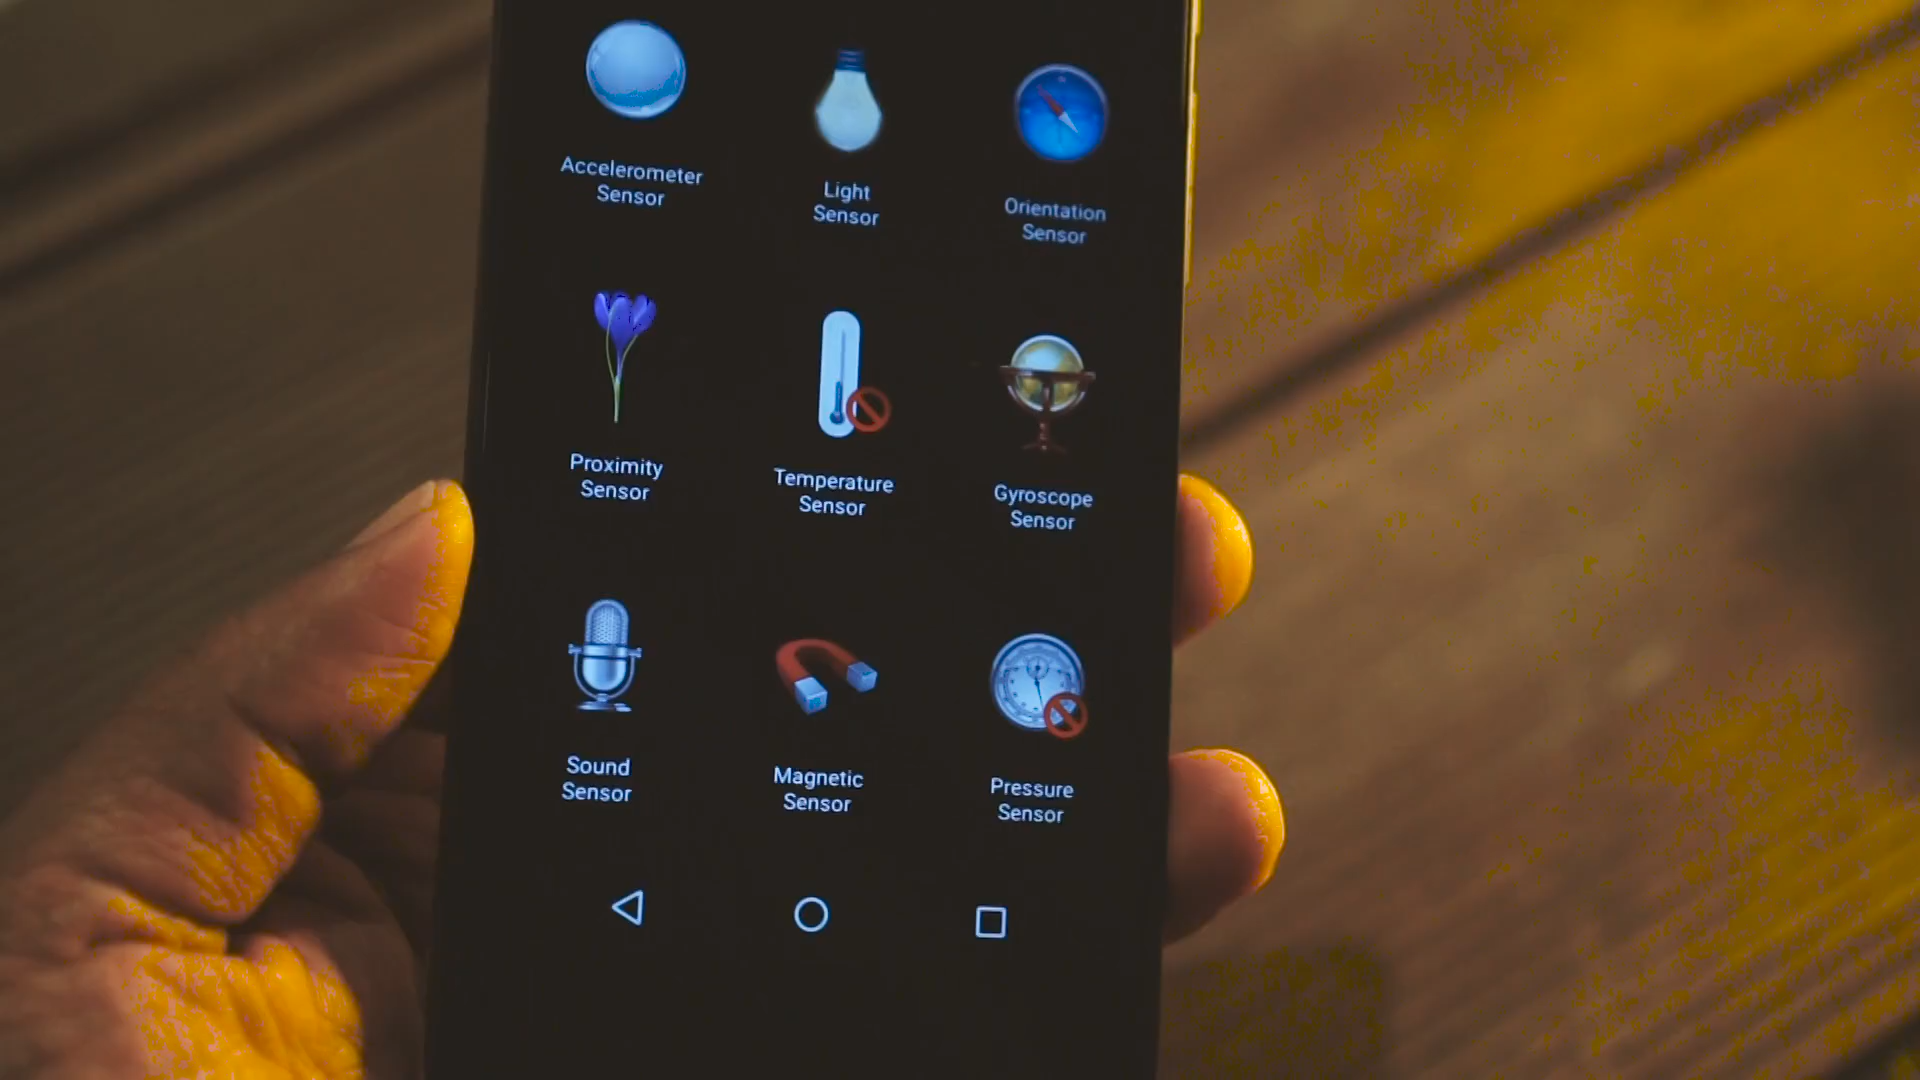 Accelerometer
Sensor
Light
Sensor
Orientation
Sensor
Proximity
Sensor
Temperature
Sensor
Gyroscope
Sensor
Sound
Sensor
Magnetic
Sensor
Pressure
Sensor